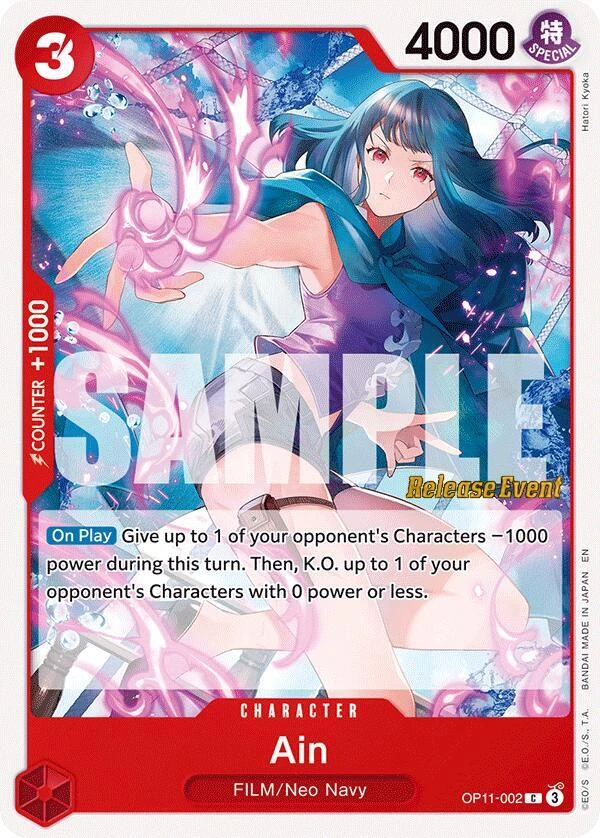 3
4000
特
SPECIAL
Hatori Kyoka
COUNTER +1000
SAMPLE
Release Event
On Play Give up to 1 of your opponent's Characters −1000
power during this turn. Then, K.O. up to 1 of your
opponent's Characters with 0 power or less.
CHARACTER
Ain
FILM/Neo Navy
OP11-002 C 3
©EO/S ©E.O./S., T.A. BANDAI MADE IN JAPAN EN